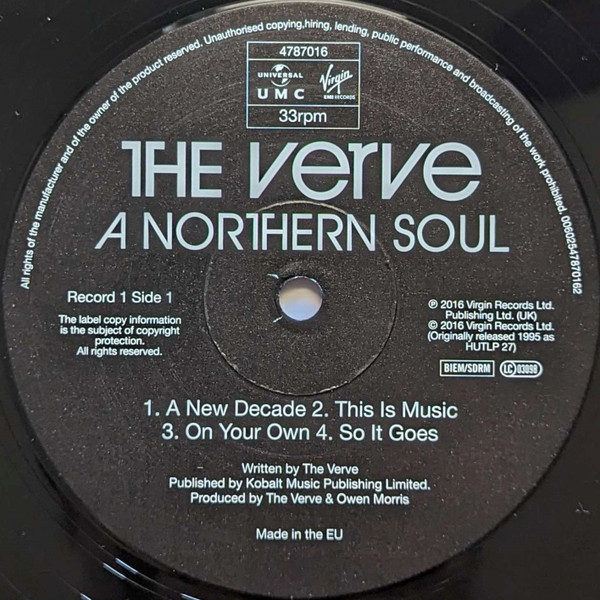 All rights of the manufacturer and of the owner of the product reserved. Unauthorised copying,hiring, lending, public performance and broadcasting of the work prohibited. 00602547870162
4787016
UNIVERSAL
UMC
Virgin
EMI RECORDS
33rpm
THE verve
A NORTHERN SOUL
Record 1 Side 1
The label copy information
is the subject of copyright
protection.
All rights reserved.
℗ 2016 Virgin Records Ltd.
Publishing Ltd. (UK)
© 2016 Virgin Records Ltd.
(Originally released 1995 as
HUTLP 27)
BIEM/SDRM
LC 03098
1. A New Decade 2. This Is Music
3. On Your Own 4. So It Goes
Written by The Verve
Published by Kobalt Music Publishing Limited.
Produced by The Verve & Owen Morris
Made in the EU